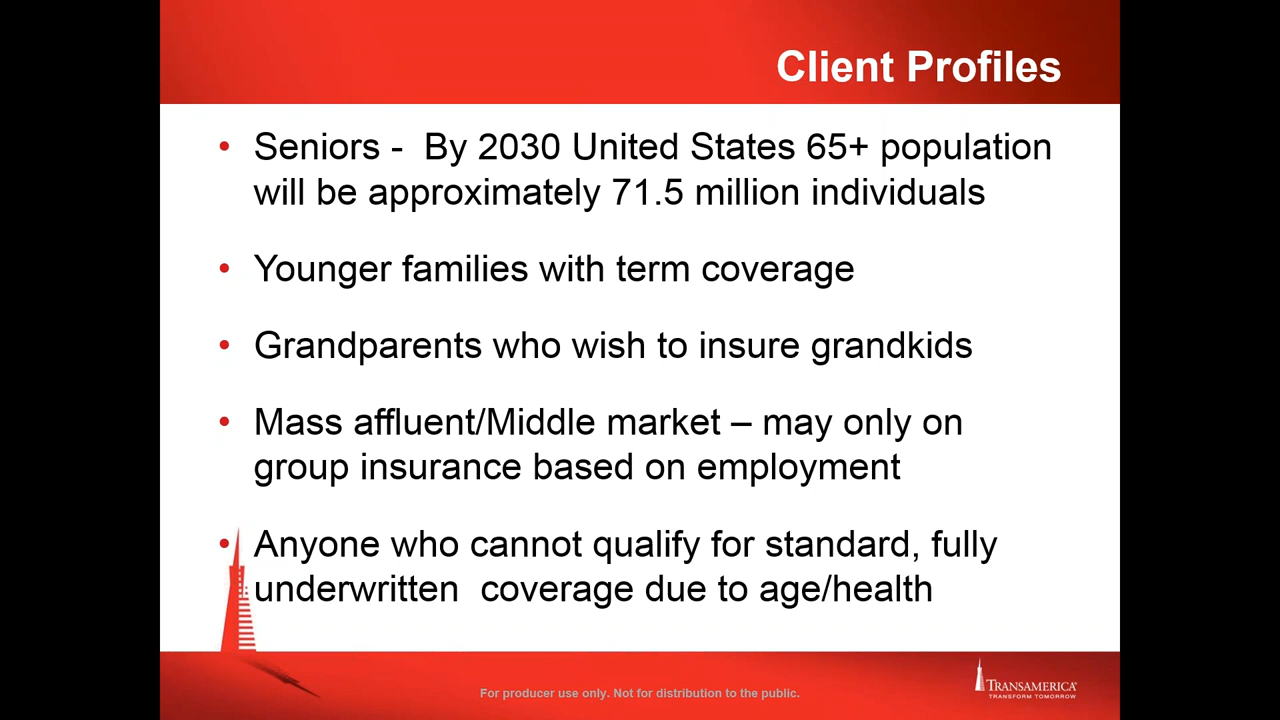 Client Profiles
• Seniors -  By 2030 United States 65+ population
will be approximately 71.5 million individuals
• Younger families with term coverage
• Grandparents who wish to insure grandkids
• Mass affluent/Middle market – may only on
group insurance based on employment
• Anyone who cannot qualify for standard, fully
underwritten  coverage due to age/health
For producer use only. Not for distribution to the public.
TRANSAMERICA®
TRANSFORM TOMORROW